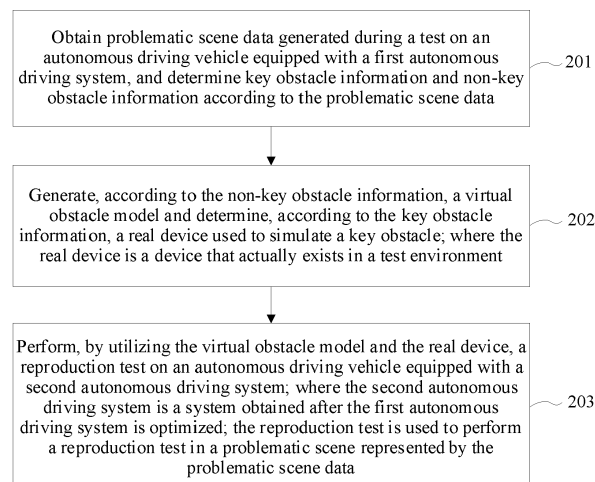 Obtain problematic scene data generated during a test on an
autonomous driving vehicle equipped with a first autonomous
driving system, and determine key obstacle information and non-key
obstacle information according to the problematic scene data
201
Generate, according to the non-key obstacle information, a virtual
obstacle model and determine, according to the key obstacle
information, a real device used to simulate a key obstacle; where the
real device is a device that actually exists in a test environment
202
Perform, by utilizing the virtual obstacle model and the real device, a
reproduction test on an autonomous driving vehicle equipped with a
second autonomous driving system; where the second autonomous
driving system is a system obtained after the first autonomous
driving system is optimized; the reproduction test is used to perform
a reproduction test in a problematic scene represented by the
problematic scene data
203